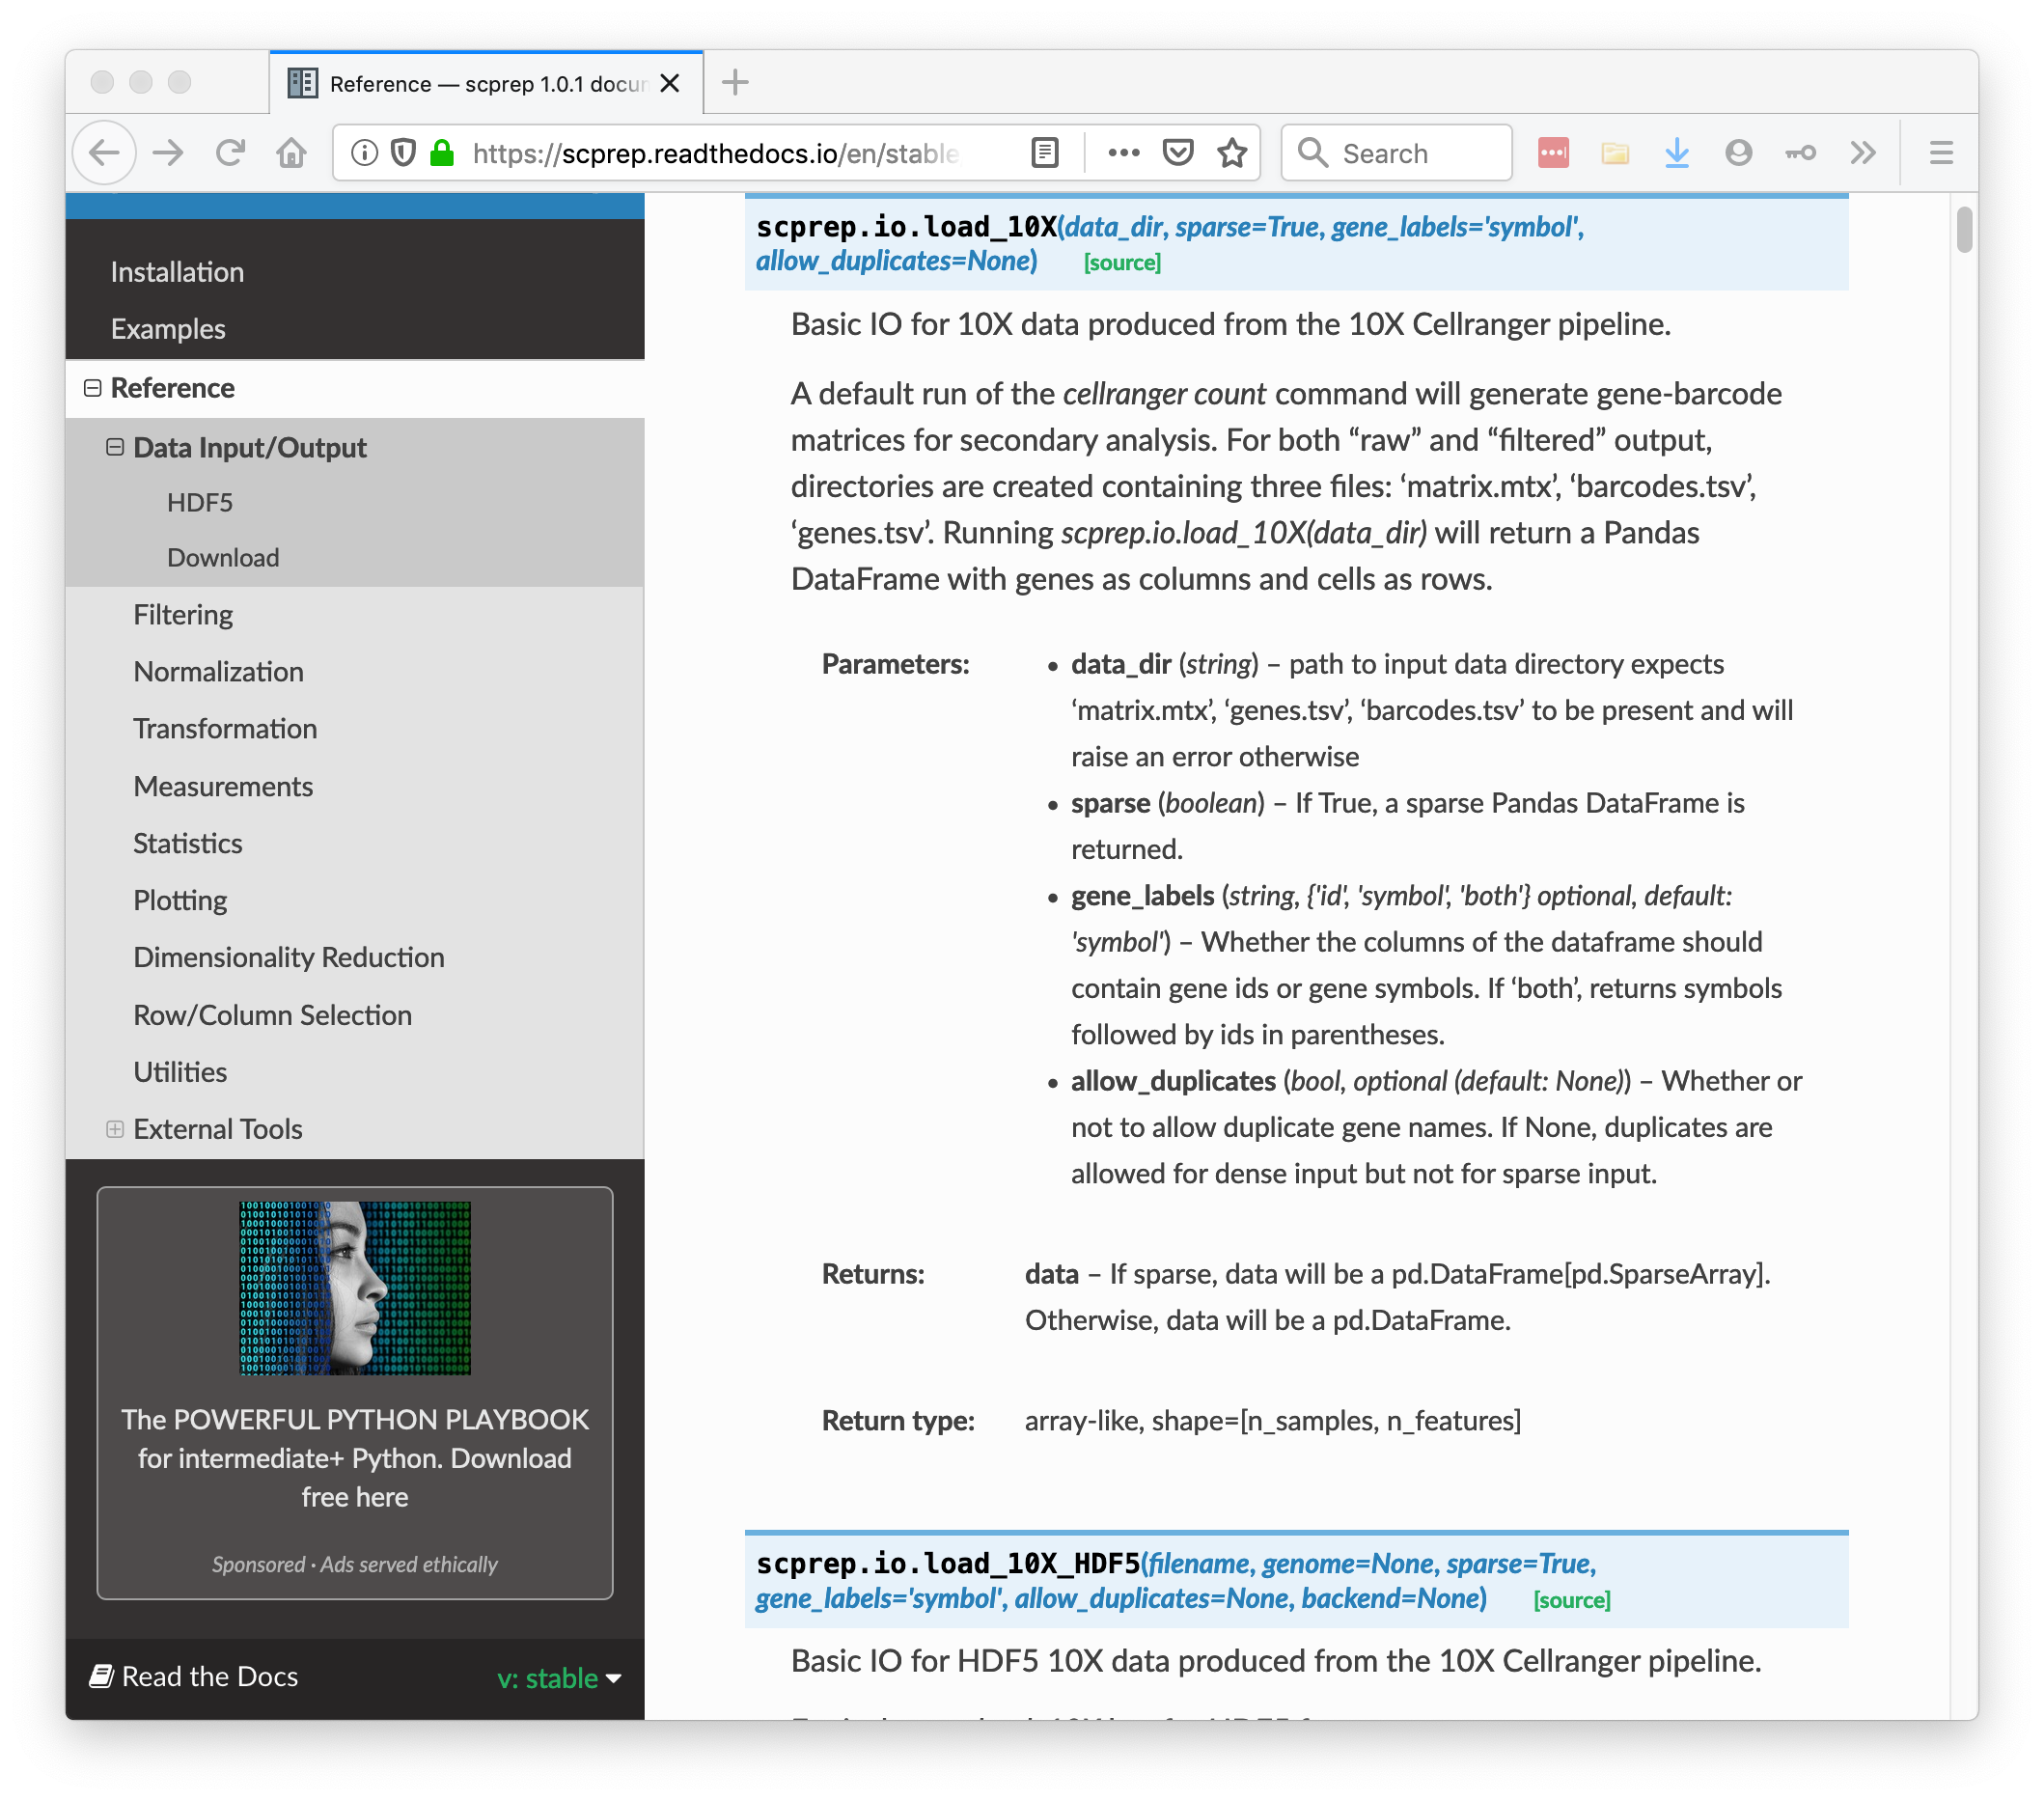 Reference — scprep 1.0.1 docu
https://scprep.readthedocs.io/en/stable
Search
Installation
Examples
Reference
Data Input/Output
HDF5
Download
Filtering
Normalization
Transformation
Measurements
Statistics
Plotting
Dimensionality Reduction
Row/Column Selection
Utilities
External Tools
The POWERFUL PYTHON PLAYBOOK
for intermediate+ Python. Download
free here
Sponsored · Ads served ethically
Read the Docs
v: stable
scprep.io.load_10X(data_dir, sparse=True, gene_labels='symbol',
allow_duplicates=None) [source]
Basic IO for 10X data produced from the 10X Cellranger pipeline.
A default run of the cellranger count command will generate gene-barcode
matrices for secondary analysis. For both “raw” and “filtered” output,
directories are created containing three files: ‘matrix.mtx’, ‘barcodes.tsv’,
‘genes.tsv’. Running scprep.io.load_10X(data_dir) will return a Pandas
DataFrame with genes as columns and cells as rows.
Parameters:
• data_dir (string) – path to input data directory expects
‘matrix.mtx’, ‘genes.tsv’, ‘barcodes.tsv’ to be present and will
raise an error otherwise
• sparse (boolean) – If True, a sparse Pandas DataFrame is
returned.
• gene_labels (string, {'id', 'symbol', 'both'} optional, default:
'symbol') – Whether the columns of the dataframe should
contain gene ids or gene symbols. If ‘both’, returns symbols
followed by ids in parentheses.
• allow_duplicates (bool, optional (default: None)) – Whether or
not to allow duplicate gene names. If None, duplicates are
allowed for dense input but not for sparse input.
Returns: data – If sparse, data will be a pd.DataFrame[pd.SparseArray].
Otherwise, data will be a pd.DataFrame.
Return type: array-like, shape=[n_samples, n_features]
scprep.io.load_10X_HDF5(filename, genome=None, sparse=True,
gene_labels='symbol', allow_duplicates=None, backend=None) [source]
Basic IO for HDF5 10X data produced from the 10X Cellranger pipeline.